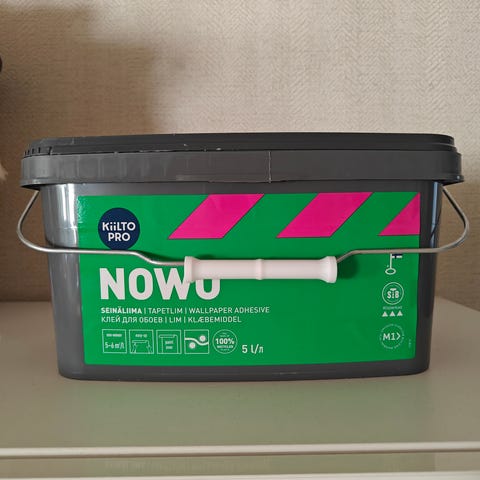 KiiLTO
PRO
NOWO
SEINÄLIIMA | TAPETLIM | WALLPAPER ADHESIVE
КЛЕЙ ДЛЯ ОБОЕВ | LIM | KLÆBEMIDDEL
5–6 m²/l
100%
5 l/л
M1